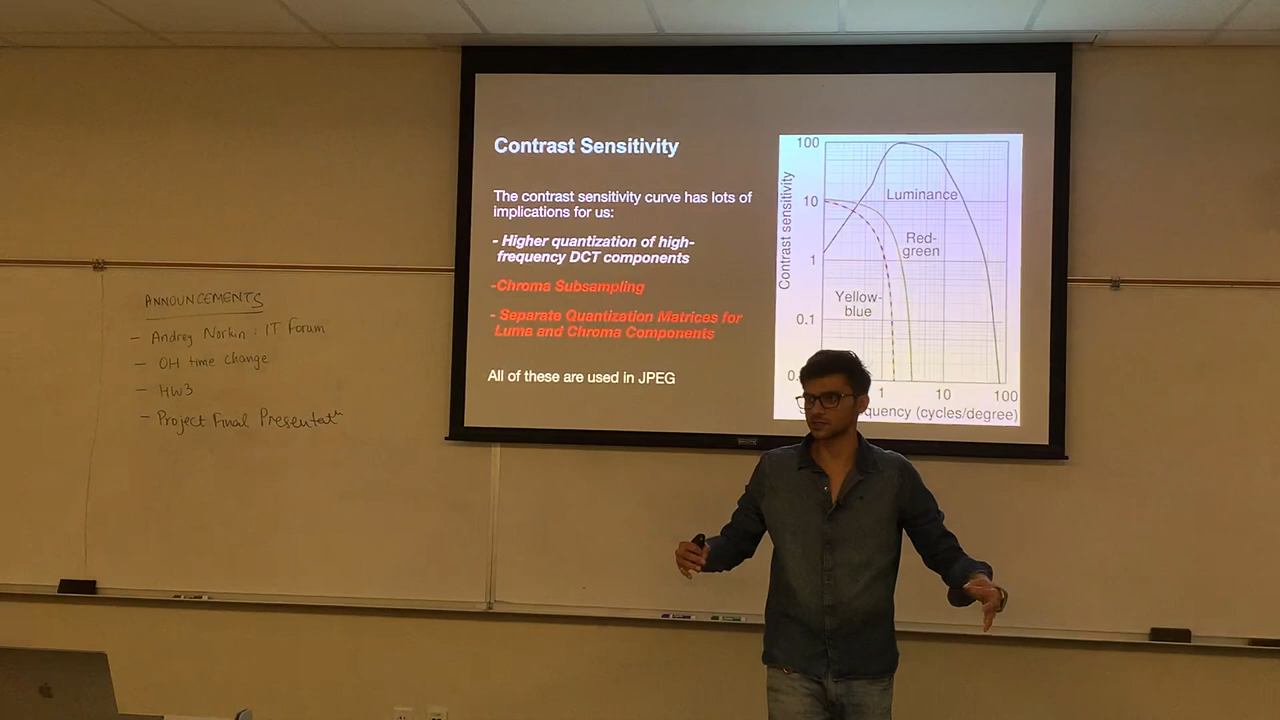 ANNOUNCEMENTS
- Andrey Norkin : IT Forum
- OH time change
- HW3
- Project Final Presentatⁿ
Contrast Sensitivity
The contrast sensitivity curve has lots of
implications for us:
- Higher quantization of high-
frequency DCT components
-Chroma Subsampling
- Separate Quantization Matrices for
Luma and Chroma Components
All of these are used in JPEG
Contrast sensitivity
100
10
1
0.1
0.
Luminance
Red-
green
Yellow-
blue
1 10 100
quency (cycles/degree)